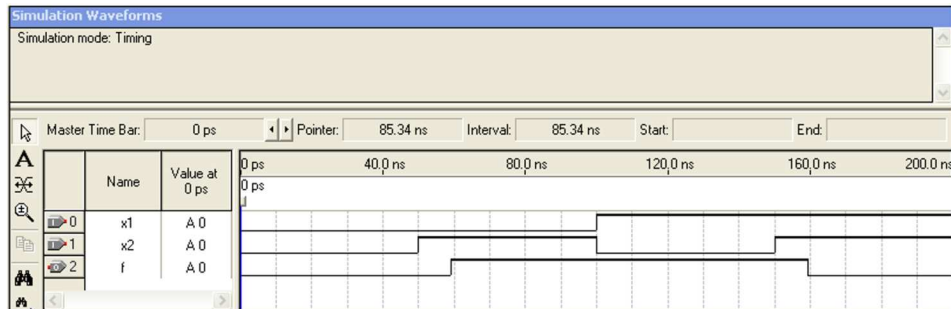 Simulation Waveforms
Simulation mode: Timing
Master Time Bar: 0 ps Pointer: 85.34 ns Interval: 85.34 ns Start: End:
A
Name Value at 0 ps
0 ps 40.0 ns 80.0 ns 120.0 ns 160.0 ns 200.0 ns
0 ps
0 x1 A 0
1 x2 A 0
2 f A 0